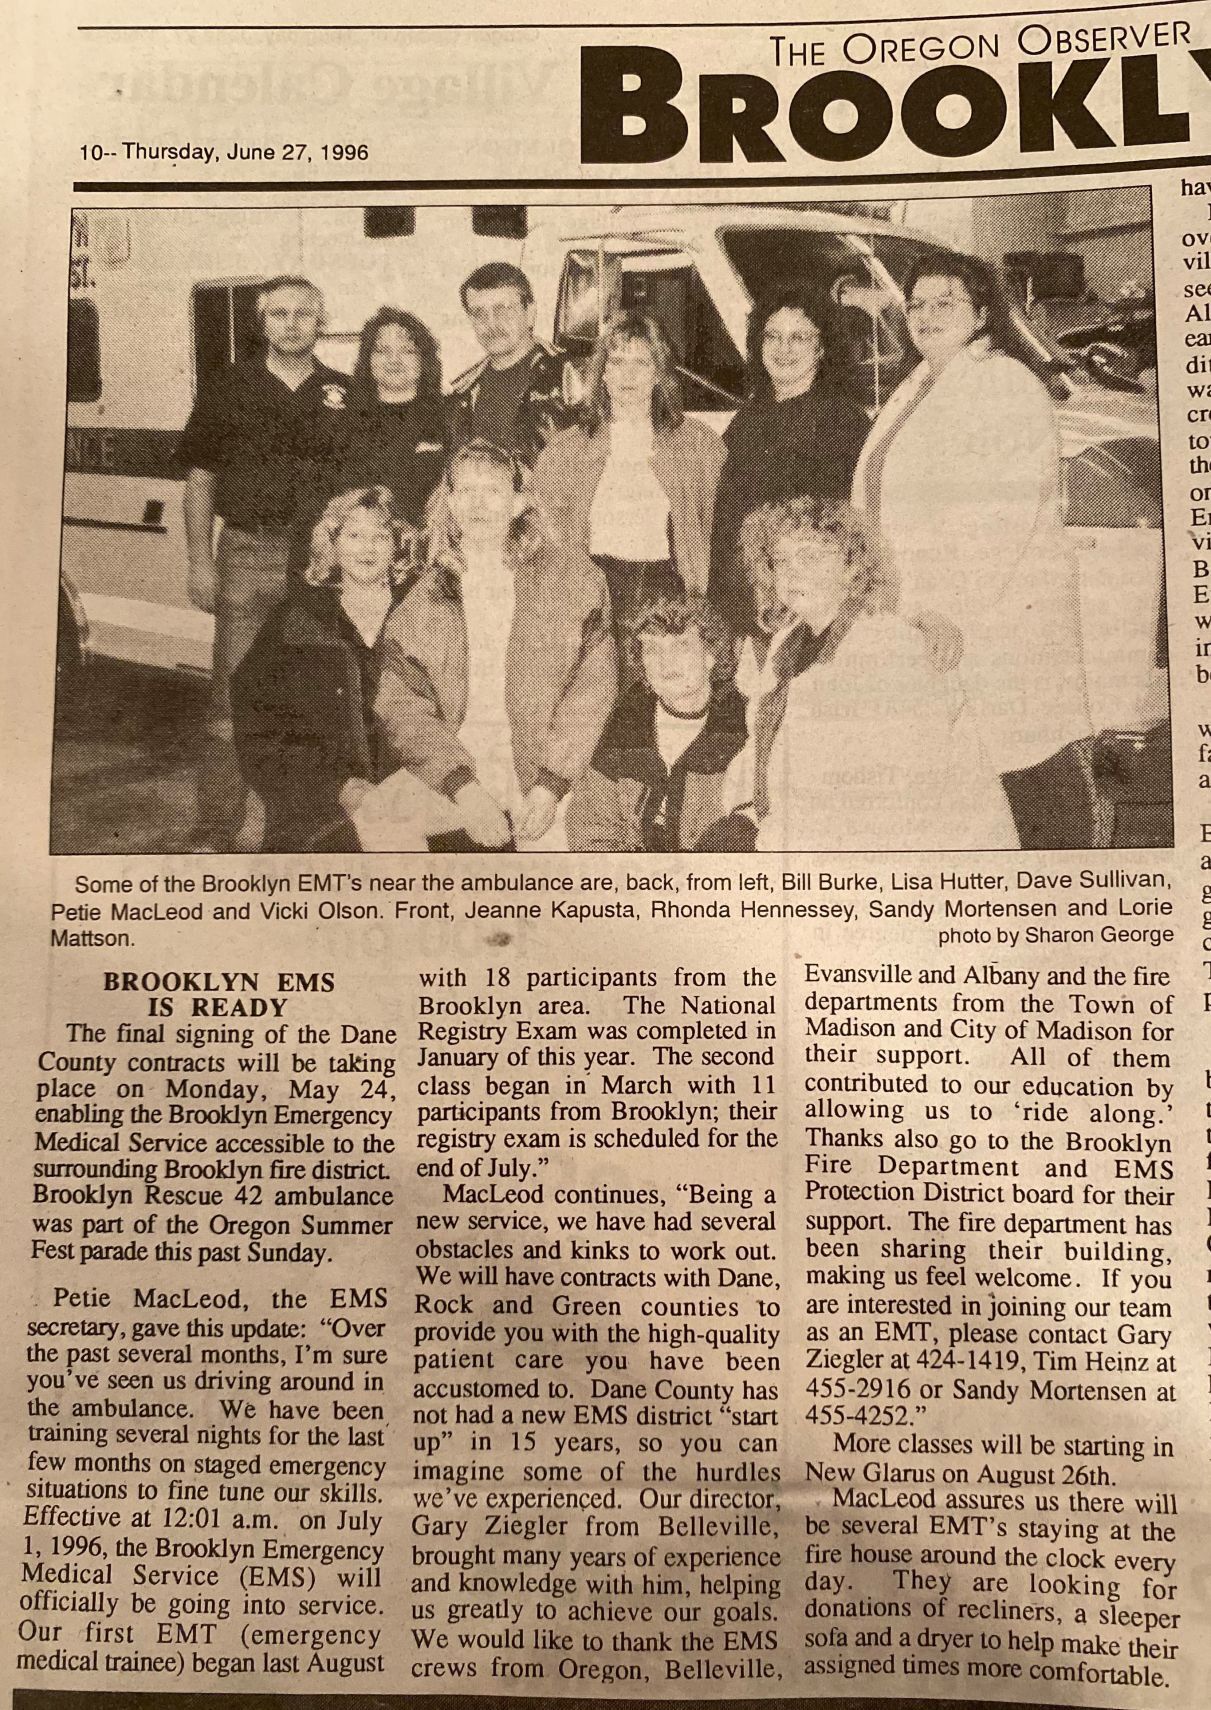 THE OREGON OBSERVER
BROOKLY
10-- Thursday, June 27, 1996
ST.
NCE
Some of the Brooklyn EMT's near the ambulance are, back, from left, Bill Burke, Lisa Hutter, Dave Sullivan,
Petie MacLeod and Vicki Olson. Front, Jeanne Kapusta, Rhonda Hennessey, Sandy Mortensen and Lorie
Mattson.
photo by Sharon George
BROOKLYN EMS
IS READY
The final signing of the Dane
County contracts will be taking
place on Monday, May 24,
enabling the Brooklyn Emergency
Medical Service accessible to the
surrounding Brooklyn fire district.
Brooklyn Rescue 42 ambulance
was part of the Oregon Summer
Fest parade this past Sunday.
Petie MacLeod, the EMS
secretary, gave this update: “Over
the past several months, I'm sure
you've seen us driving around in
the ambulance. We have been
training several nights for the last
few months on staged emergency
situations to fine tune our skills.
Effective at 12:01 a.m. on July
1, 1996, the Brooklyn Emergency
Medical Service (EMS) will
officially be going into service.
Our first EMT (emergency
medical trainee) began last August
with 18 participants from the
Brooklyn area. The National
Registry Exam was completed in
January of this year. The second
class began in March with 11
participants from Brooklyn; their
registry exam is scheduled for the
end of July.”
MacLeod continues, “Being a
new service, we have had several
obstacles and kinks to work out.
We will have contracts with Dane,
Rock and Green counties to
provide you with the high-quality
patient care you have been
accustomed to. Dane County has
not had a new EMS district “start
up” in 15 years, so you can
imagine some of the hurdles
we've experienced. Our director,
Gary Ziegler from Belleville,
brought many years of experience
and knowledge with him, helping
us greatly to achieve our goals.
We would like to thank the EMS
crews from Oregon, Belleville,
Evansville and Albany and the fire
departments from the Town of
Madison and City of Madison for
their support. All of them
contributed to our education by
allowing us to ‘ride along.’
Thanks also go to the Brooklyn
Fire Department and EMS
Protection District board for their
support. The fire department has
been sharing their building,
making us feel welcome. If you
are interested in joining our team
as an EMT, please contact Gary
Ziegler at 424-1419, Tim Heinz at
455-2916 or Sandy Mortensen at
455-4252.”
More classes will be starting in
New Glarus on August 26th.
MacLeod assures us there will
be several EMT's staying at the
fire house around the clock every
day. They are looking for
donations of recliners, a sleeper
sofa and a dryer to help make their
assigned times more comfortable.